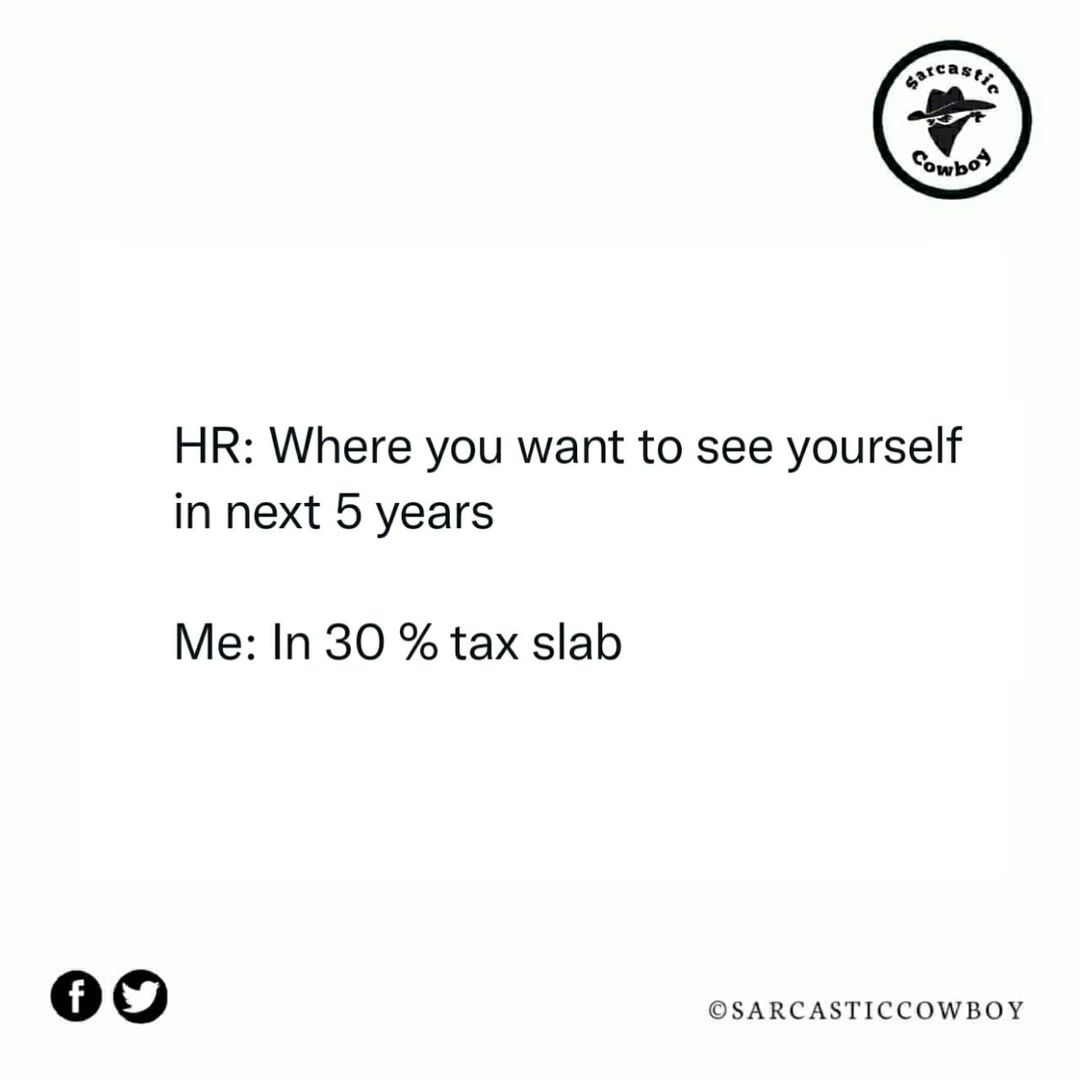 Sarcastic
Cowboy
HR: Where you want to see yourself
in next 5 years
Me: In 30 % tax slab
©SARCASTICCOWBOY